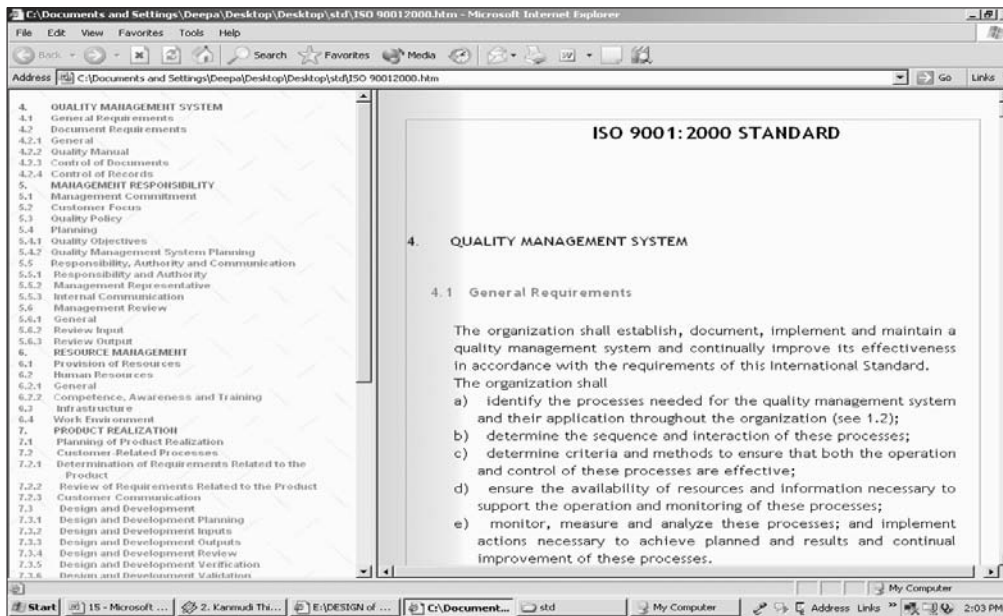 C:\Documents and Settings\Deepa\Desktop\Desktop\std\ISO 90012000.htm - Microsoft Internet Explorer
File Edit View Favorites Tools Help
Back Search Favorites Media
Address C:\Documents and Settings\Deepa\Desktop\Desktop\std\ISO 90012000.htm Go Links
4. QUALITY MANAGEMENT SYSTEM
4.1 General Requirements
4.2 Document Requirements
4.2.1 General
4.2.2 Quality Manual
4.2.3 Control of Documents
4.2.4 Control of Records
5. MANAGEMENT RESPONSIBILITY
5.1 Management Commitment
5.2 Customer Focus
5.3 Quality Policy
5.4 Planning
5.4.1 Quality Objectives
5.4.2 Quality Management System Planning
5.5 Responsibility, Authority and Communication
5.5.1 Responsibility and Authority
5.5.2 Management Representative
5.5.3 Internal Communication
5.6 Management Review
5.6.1 General
5.6.2 Review Input
5.6.3 Review Output
6. RESOURCE MANAGEMENT
6.1 Provision of Resources
6.2 Human Resources
6.2.1 General
6.2.2 Competence, Awareness and Training
6.3 Infrastructure
6.4 Work Environment
7. PRODUCT REALIZATION
7.1 Planning of Product Realization
7.2 Customer-Related Processes
7.2.1 Determination of Requirements Related to the
Product
7.2.2 Review of Requirements Related to the Product
7.2.3 Customer Communication
7.3 Design and Development
7.3.1 Design and Development Planning
7.3.2 Design and Development Inputs
7.3.3 Design and Development Outputs
7.3.4 Design and Development Review
7.3.5 Design and Development Verification
7.3.6 Design and Development Validation
ISO 9001:2000 STANDARD
4. QUALITY MANAGEMENT SYSTEM
4.1 General Requirements
The organization shall establish, document, implement and maintain a
quality management system and continually improve its effectiveness
in accordance with the requirements of this International Standard.
The organization shall
a) identify the processes needed for the quality management system
and their application throughout the organization (see 1.2);
b) determine the sequence and interaction of these processes;
c) determine criteria and methods to ensure that both the operation
and control of these processes are effective;
d) ensure the availability of resources and information necessary to
support the operation and monitoring of these processes;
e) monitor, measure and analyze these processes; and implement
actions necessary to achieve planned and results and continual
improvement of these processes.
My Computer
Start 15 - Microsoft ... 2. Kanmudi Thi... E:\DESIGN of ... C:\Document... std My Computer Address Links » 2:03 PM